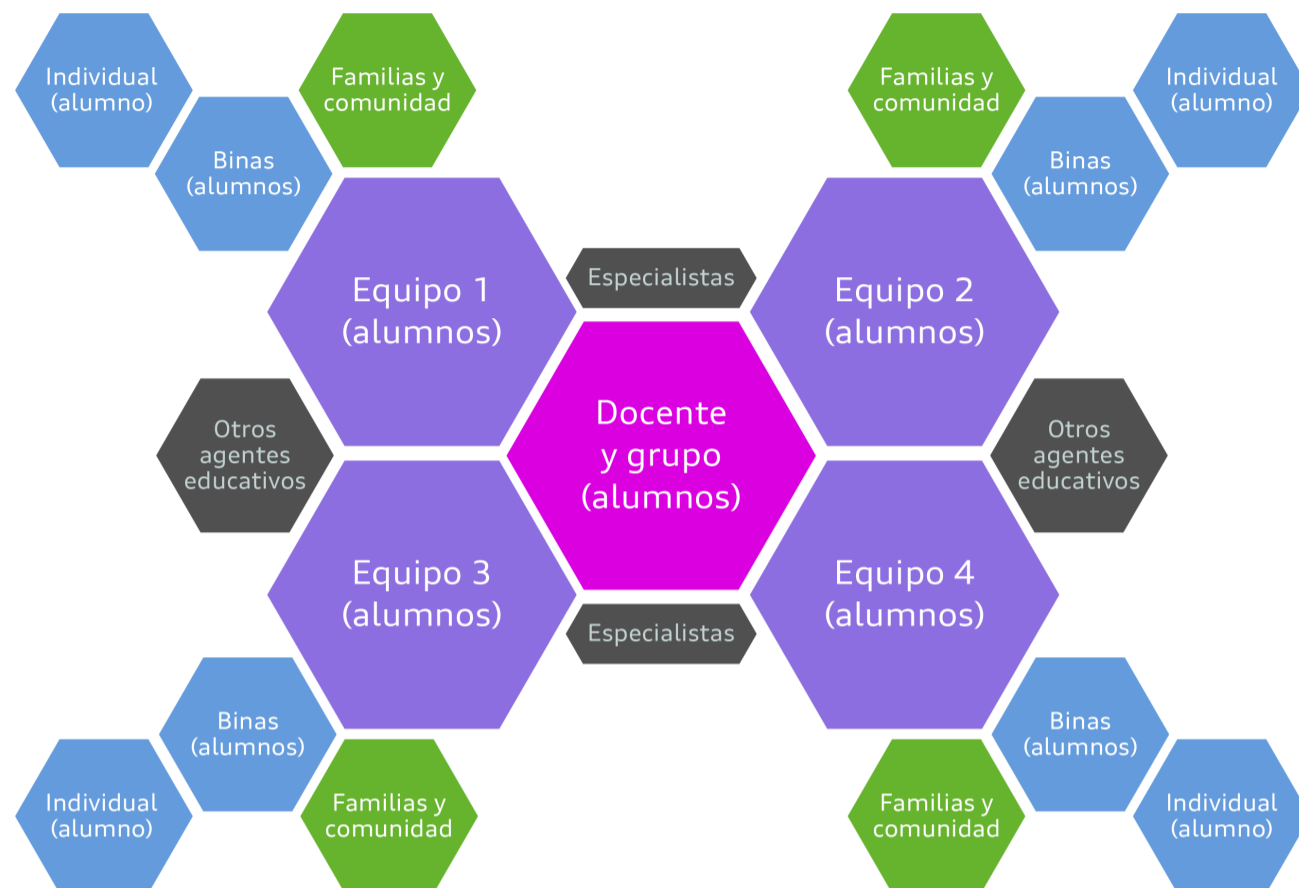 Individual
(alumno)
Familias y
comunidad
Familias y
comunidad
Individual
(alumno)
Binas
(alumnos)
Binas
(alumnos)
Equipo 1
(alumnos)
Especialistas
Equipo 2
(alumnos)
Otros
agentes
educativos
Docente
y grupo
(alumnos)
Otros
agentes
educativos
Equipo 3
(alumnos)
Especialistas
Equipo 4
(alumnos)
Binas
(alumnos)
Binas
(alumnos)
Individual
(alumno)
Familias y
comunidad
Familias y
comunidad
Individual
(alumno)